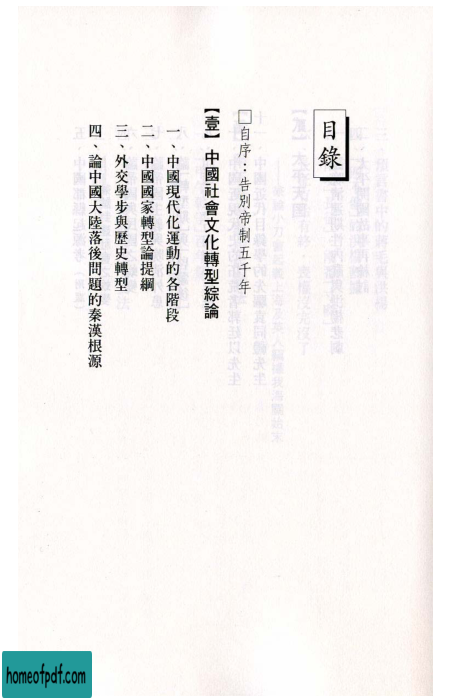 目錄
□自序：告別帝制五千年
【壹】中國社會文化轉型綜論
一、中國現代化運動的各階段
二、中國國家轉型論提綱
三、外交學步與歷史轉型
四、論中國大陸落後問題的秦漢根源
homeofpdf.com